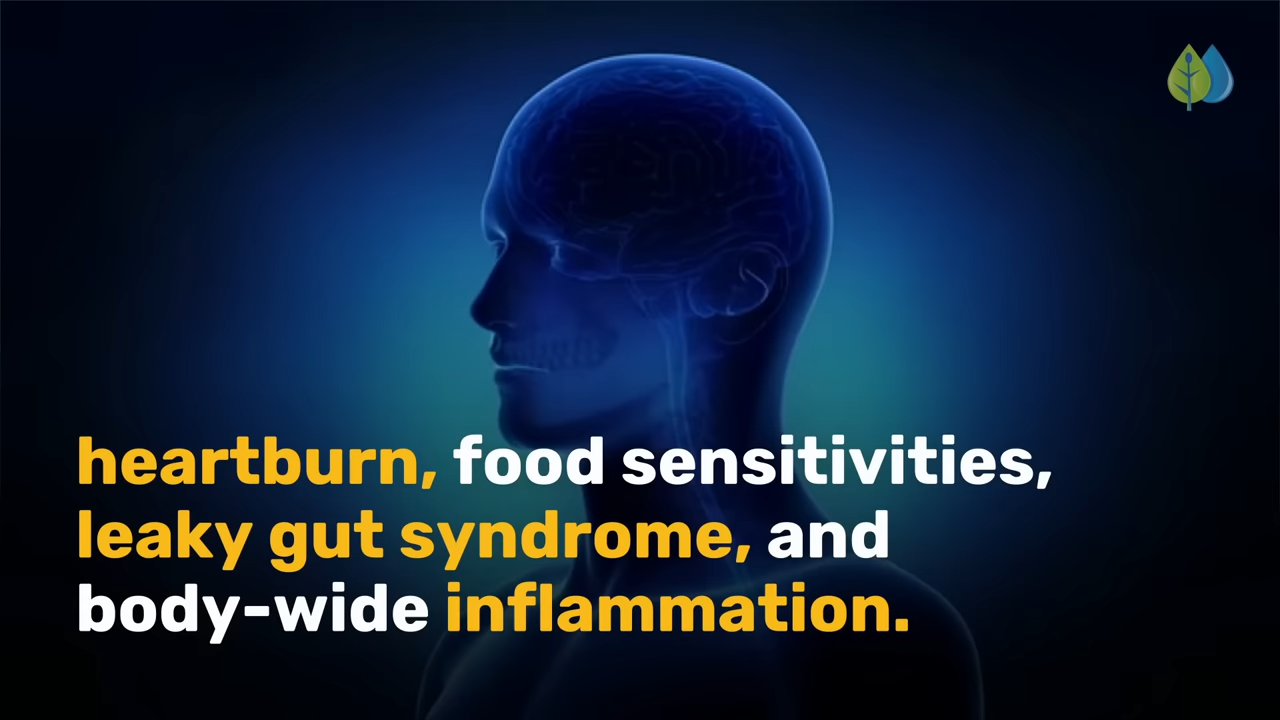 heartburn, food sensitivities,
leaky gut syndrome, and
body-wide inflammation.